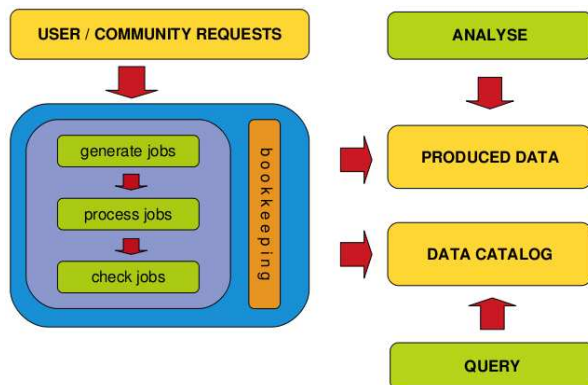 USER / COMMUNITY REQUESTS
generate jobs
process jobs
check jobs
bookkeeping
ANALYSE
PRODUCED DATA
DATA CATALOG
QUERY